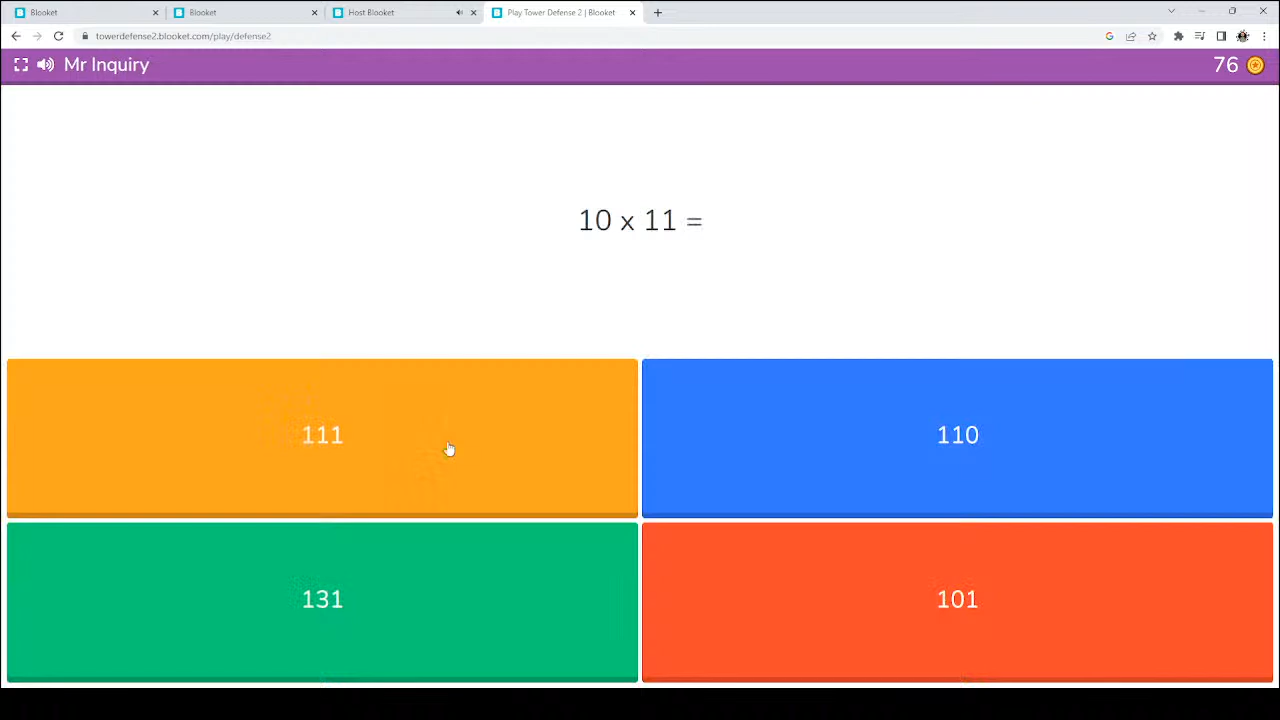 Blooket
Blooket
Host Blooket
Play Tower Defense 2 | Blooket
towerdefense2.blooket.com/play/defense2
Mr Inquiry
76
10 x 11 =
111
110
131
101